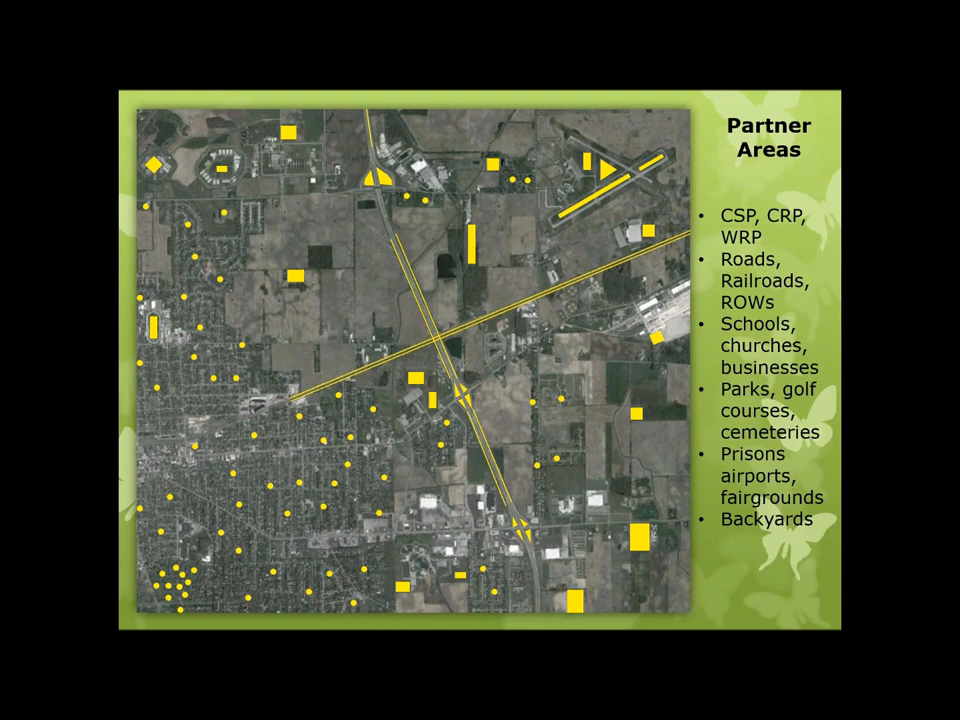 Partner
Areas
• CSP, CRP,
WRP
• Roads,
Railroads,
ROWs
• Schools,
churches,
businesses
• Parks, golf
courses,
cemeteries
• Prisons
airports,
fairgrounds
• Backyards